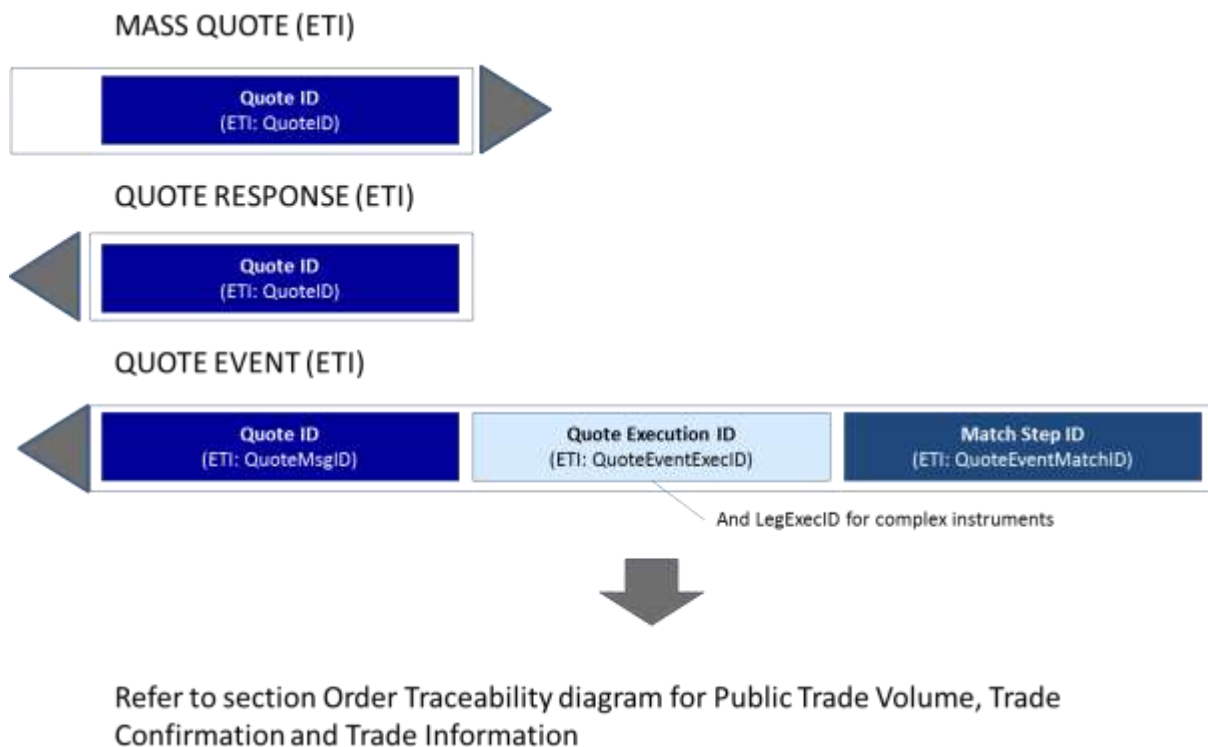 MASS QUOTE (ETI)
Quote ID
(ETI: QuoteID)
QUOTE RESPONSE (ETI)
Quote ID
(ETI: QuoteID)
QUOTE EVENT (ETI)
Quote ID
(ETI: QuoteMsgID)
Quote Execution ID
(ETI: QuoteEventExecID)
Match Step ID
(ETI: QuoteEventMatchID)
And LegExecID for complex instruments
Refer to section Order Traceability diagram for Public Trade Volume, Trade
Confirmation and Trade Information